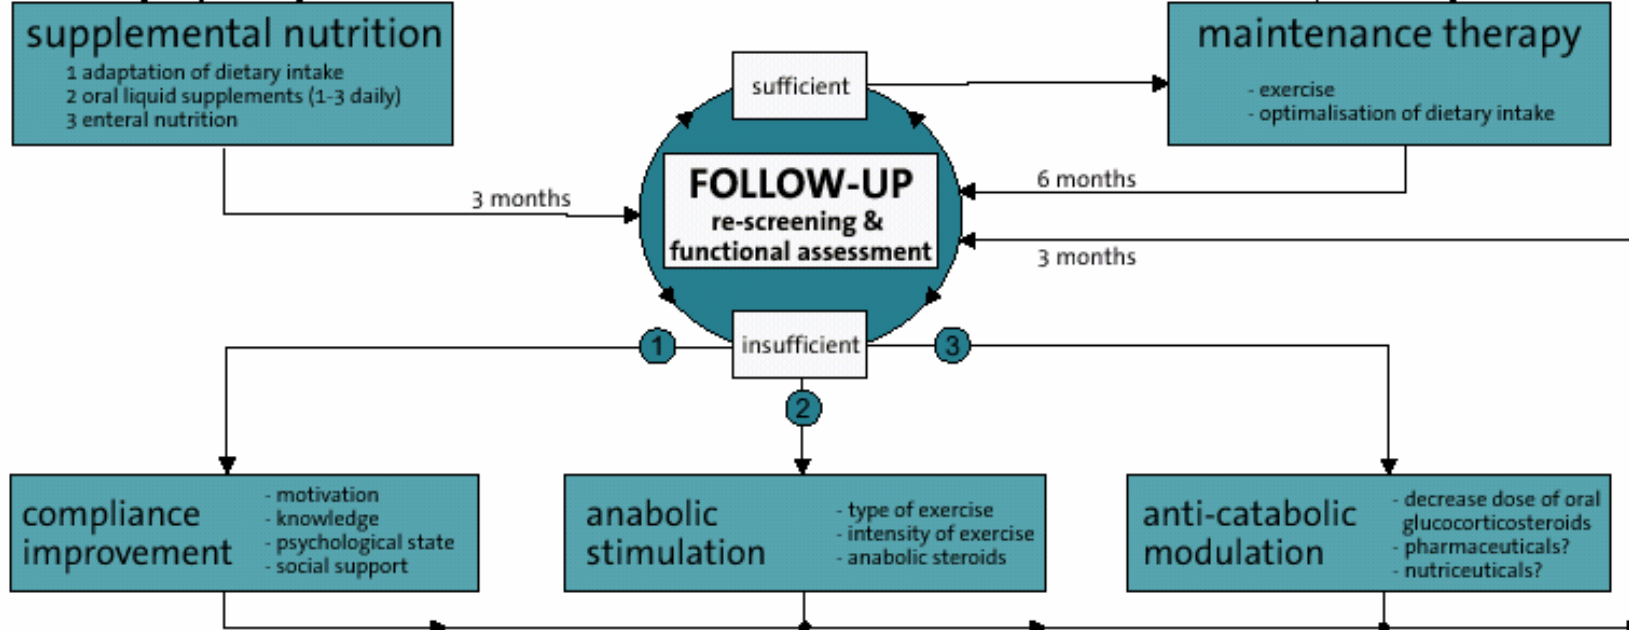 supplemental nutrition
1 adaptation of dietary intake
2 oral liquid supplements (1-3 daily)
3 enteral nutrition
sufficient
maintenance therapy
- exercise
- optimalisation of dietary intake
3 months
FOLLOW-UP
re-screening &
functional assessment
6 months
3 months
1
insufficient
3
2
compliance
improvement
- motivation
- knowledge
- psychological state
- social support
anabolic
stimulation
- type of exercise
- intensity of exercise
- anabolic steroids
anti-catabolic
modulation
- decrease dose of oral
glucocorticosteroids
- pharmaceuticals?
- nutriceuticals?